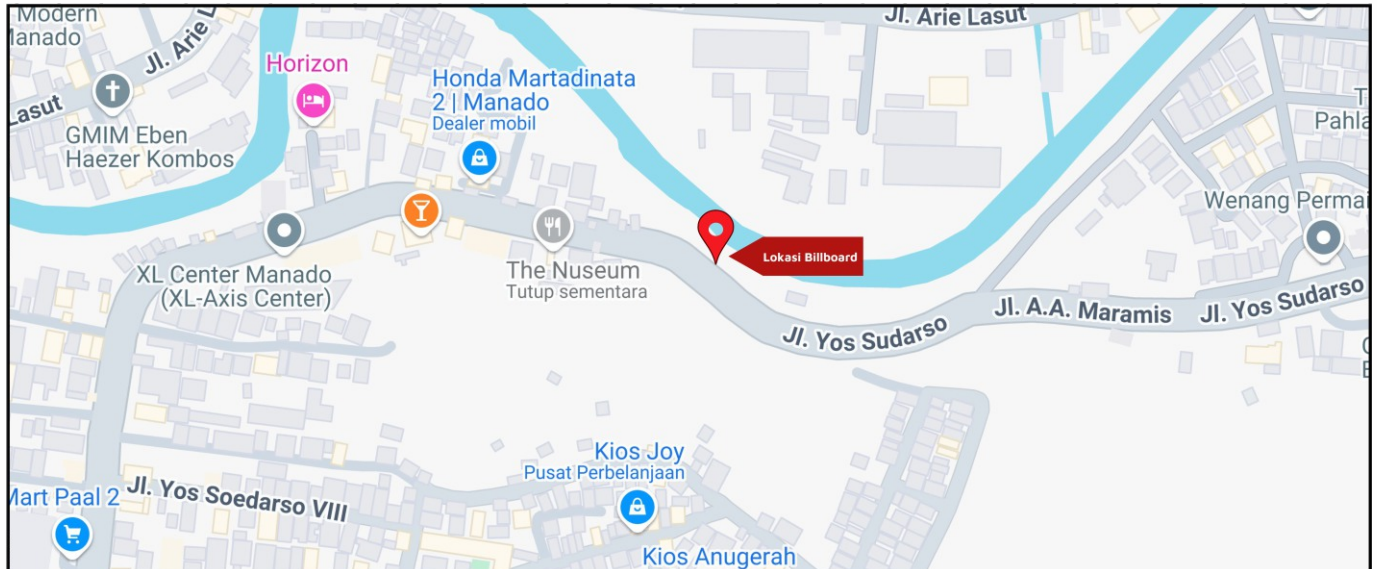 Modern
Manado
Jl. Arie Lasut
Jl. Arie L
Lasut
Horizon
Honda Martadinata
2 | Manado
Dealer mobil
GMIM Eben
Haezer Kombos
Wenang Permai
Lokasi Billboard
XL Center Manado
(XL-Axis Center)
The Nuseum
Tutup sementara
Jl. Yos Sudarso
Jl. A.A. Maramis
Jl. Yos Sudarso
Kios Joy
Pusat Perbelanjaan
Mart Paal 2
Jl. Yos Soedarso VIII
Kios Anugerah